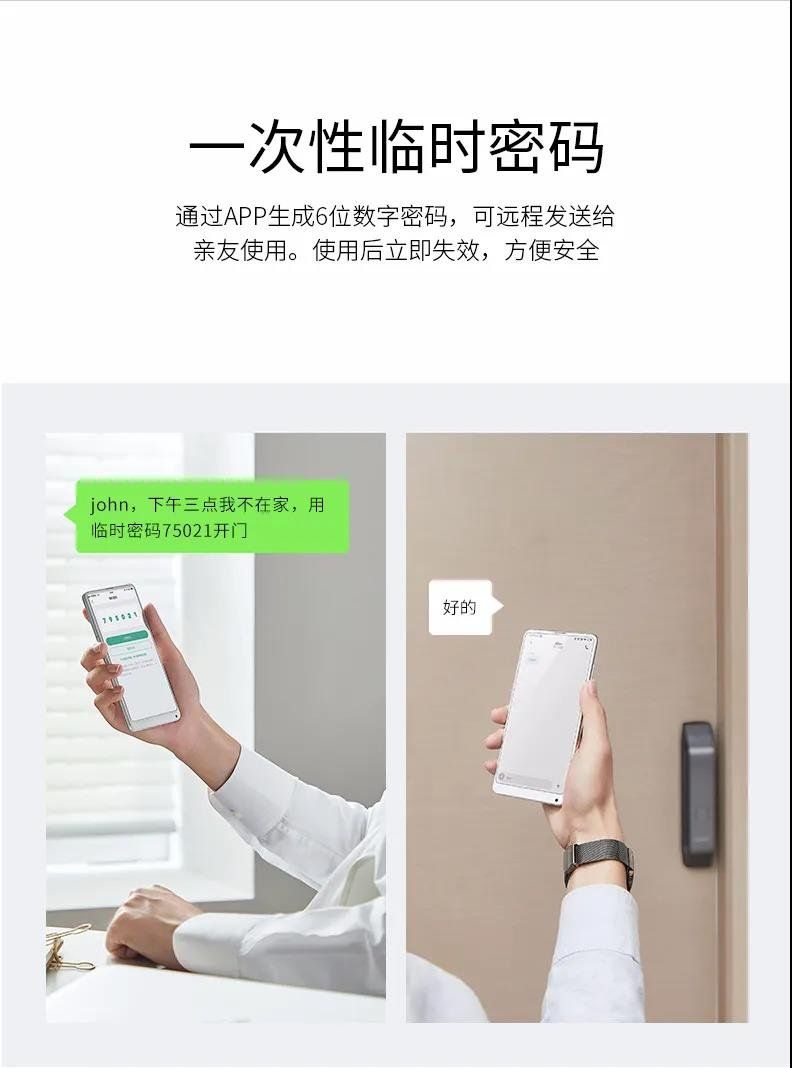 一次性临时密码
通过APP生成6位数字密码，可远程发送给
亲友使用。使用后立即失效，方便安全
john，下午三点我不在家，用
临时密码75021开门
795021
好的